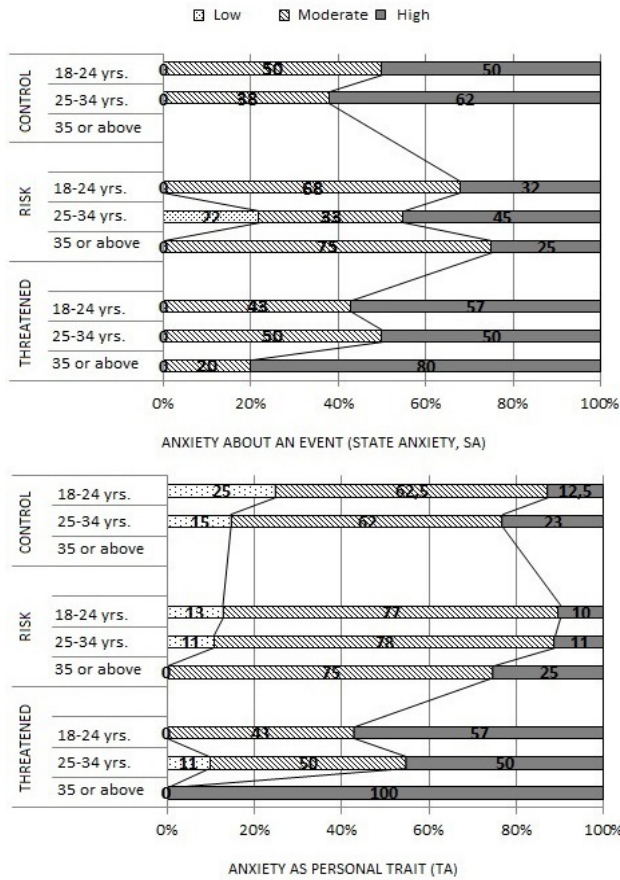 Low Moderate High
CONTROL
18-24 yrs. 0 50 50
25-34 yrs. 0 38 62
35 or above
RISK
18-24 yrs. 0 68 32
25-34 yrs. 22 33 45
35 or above 0 75 25
THREATENED
18-24 yrs. 0 43 57
25-34 yrs. 0 50 50
35 or above 0 20 80
0% 20% 40% 60% 80% 100%
ANXIETY ABOUT AN EVENT (STATE ANXIETY, SA)
CONTROL
18-24 yrs. 25 62,5 12,5
25-34 yrs. 15 62 23
35 or above
RISK
18-24 yrs. 13 77 10
25-34 yrs. 11 78 11
35 or above 0 75 25
THREATENED
18-24 yrs. 0 43 57
25-34 yrs. 11 50 50
35 or above 0 100
0% 20% 40% 60% 80% 100%
ANXIETY AS PERSONAL TRAIT (TA)